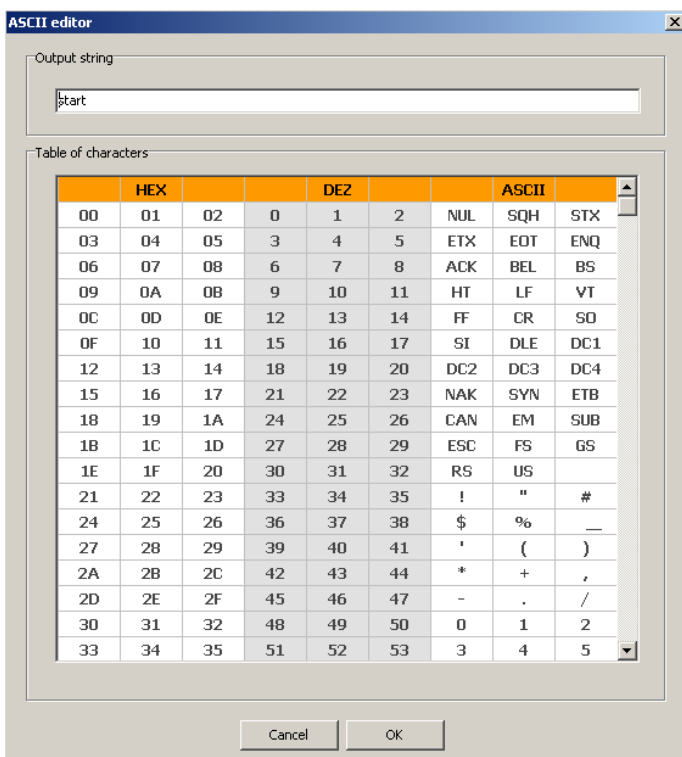 ASCII editor
Output string
start
Table of characters
HEX DEZ ASCII
00 01 02 0 1 2 NUL SQH STX
03 04 05 3 4 5 ETX EOT ENQ
06 07 08 6 7 8 ACK BEL BS
09 0A 0B 9 10 11 HT LF VT
0C 0D 0E 12 13 14 FF CR SO
0F 10 11 15 16 17 SI DLE DC1
12 13 14 18 19 20 DC2 DC3 DC4
15 16 17 21 22 23 NAK SYN ETB
18 19 1A 24 25 26 CAN EM SUB
1B 1C 1D 27 28 29 ESC FS GS
1E 1F 20 30 31 32 RS US
21 22 23 33 34 35 ! " #
24 25 26 36 37 38 $ % _
27 28 29 39 40 41 ' ( )
2A 2B 2C 42 43 44 * + ,
2D 2E 2F 45 46 47 - . /
30 31 32 48 49 50 0 1 2
33 34 35 51 52 53 3 4 5
Cancel OK